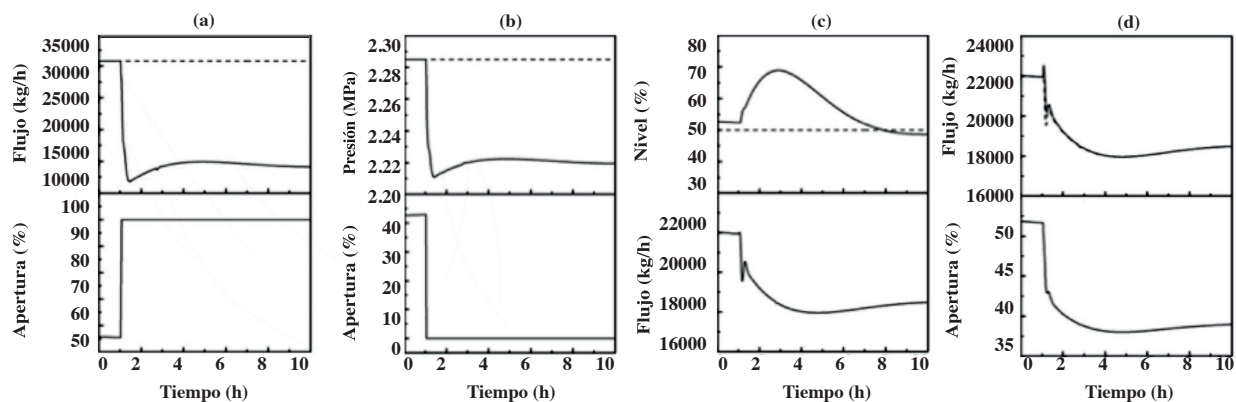 (a)
35000
30000
25000
20000
15000
10000
Flujo (kg/h)
100
90
80
70
60
50
Apertura (%)
0 2 4 6 8 10
Tiempo (h)
(b)
2.30
2.28
2.26
2.24
2.22
2.20
Presión (MPa)
40
30
20
10
0
Apertura (%)
0 2 4 6 8 10
Tiempo (h)
(c)
80
70
60
50
40
30
Nivel (%)
22000
20000
18000
16000
Flujo (kg/h)
0 2 4 6 8 10
Tiempo (h)
(d)
24000
22000
20000
18000
16000
Flujo (kg/h)
50
45
40
35
Apertura (%)
0 2 4 6 8 10
Tiempo (h)